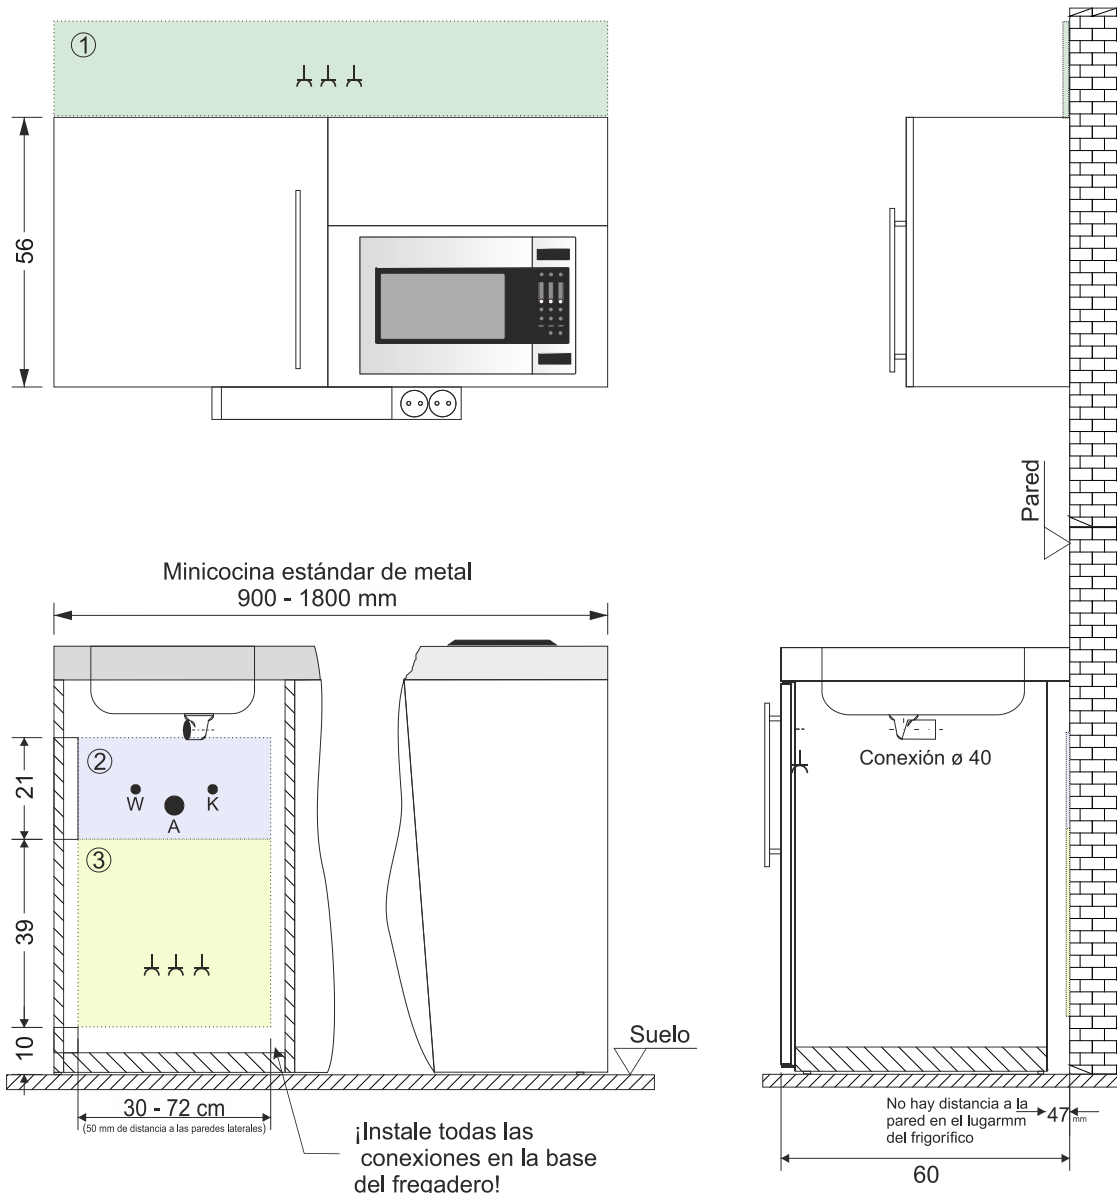 ①
56
Pared
Minicocina estándar de metal
900 - 1800 mm
②
21
W
K
A
Conexión ø 40
③
39
10
Suelo
30 - 72 cm
(50 mm de distancia a las paredes laterales)
¡Instale todas las
conexiones en la base
del fregadero!
No hay distancia a la
pared en el lugarmm
del frigorífico
47 mm
60